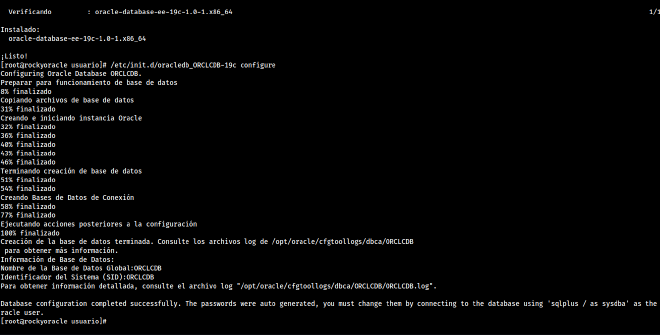 Verificando : oracle-database-ee-19c-1.0-1.x86_64 1/1
Instalado:
oracle-database-ee-19c-1.0-1.x86_64
¡Listo!
[root@rockyoracle usuario]# /etc/init.d/oracledb_ORCLCDB-19c configure
Configuring Oracle Database ORCLCDB.
Preparar para funcionamiento de base de datos
8% finalizado
Copiando archivos de base de datos
31% finalizado
Creando e iniciando instancia Oracle
32% finalizado
36% finalizado
40% finalizado
43% finalizado
46% finalizado
Terminando creación de base de datos
51% finalizado
54% finalizado
Creando Bases de Datos de Conexión
58% finalizado
77% finalizado
Ejecutando acciones posteriores a la configuración
100% finalizado
Creación de la base de datos terminada. Consulte los archivos log de /opt/oracle/cfgtoollogs/dbca/ORCLCDB
para obtener más información.
Información de Base de Datos:
Nombre de la Base de Datos Global:ORCLCDB
Identificador del Sistema (SID):ORCLCDB
Para obtener información detallada, consulte el archivo log "/opt/oracle/cfgtoollogs/dbca/ORCLCDB/ORCLCDB.log".
Database configuration completed successfully. The passwords were auto generated, you must change them by connecting to the database using 'sqlplus / as sysdba' as the
racle user.
[root@rockyoracle usuario]#